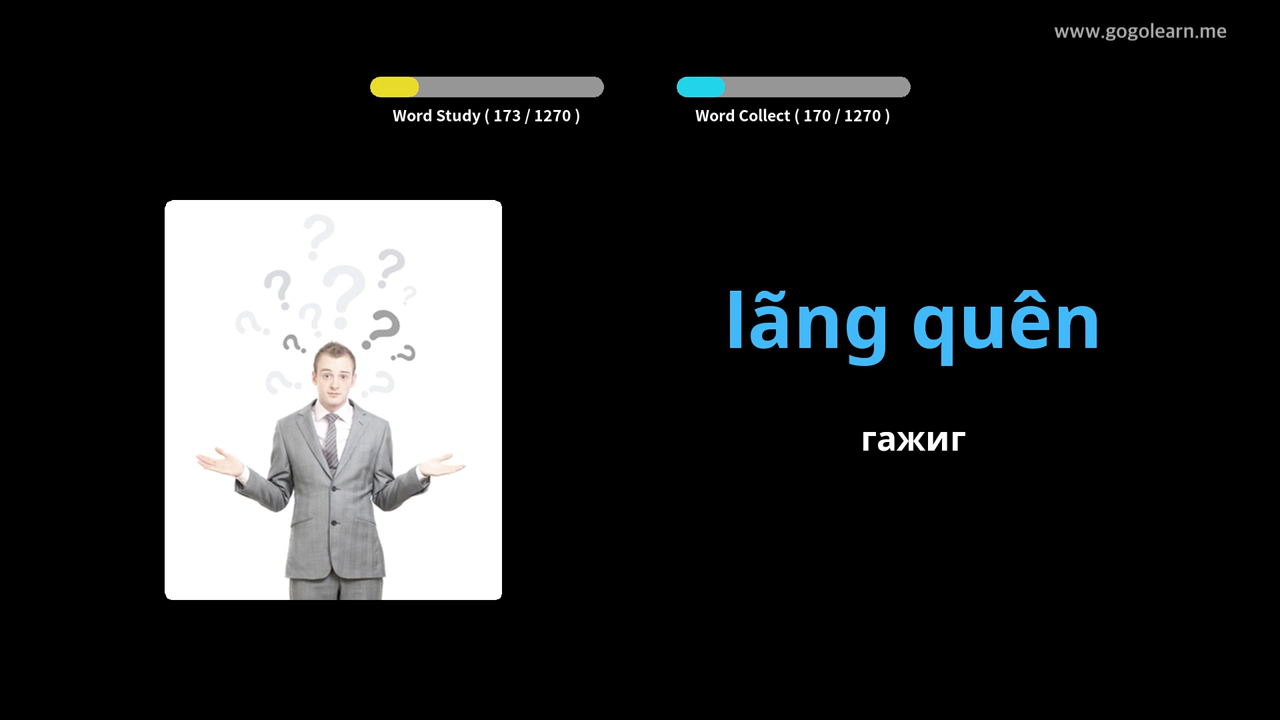 www.gogolearn.me
Word Study ( 173 / 1270 )
Word Collect ( 170 / 1270 )
lãng quên
гажиг